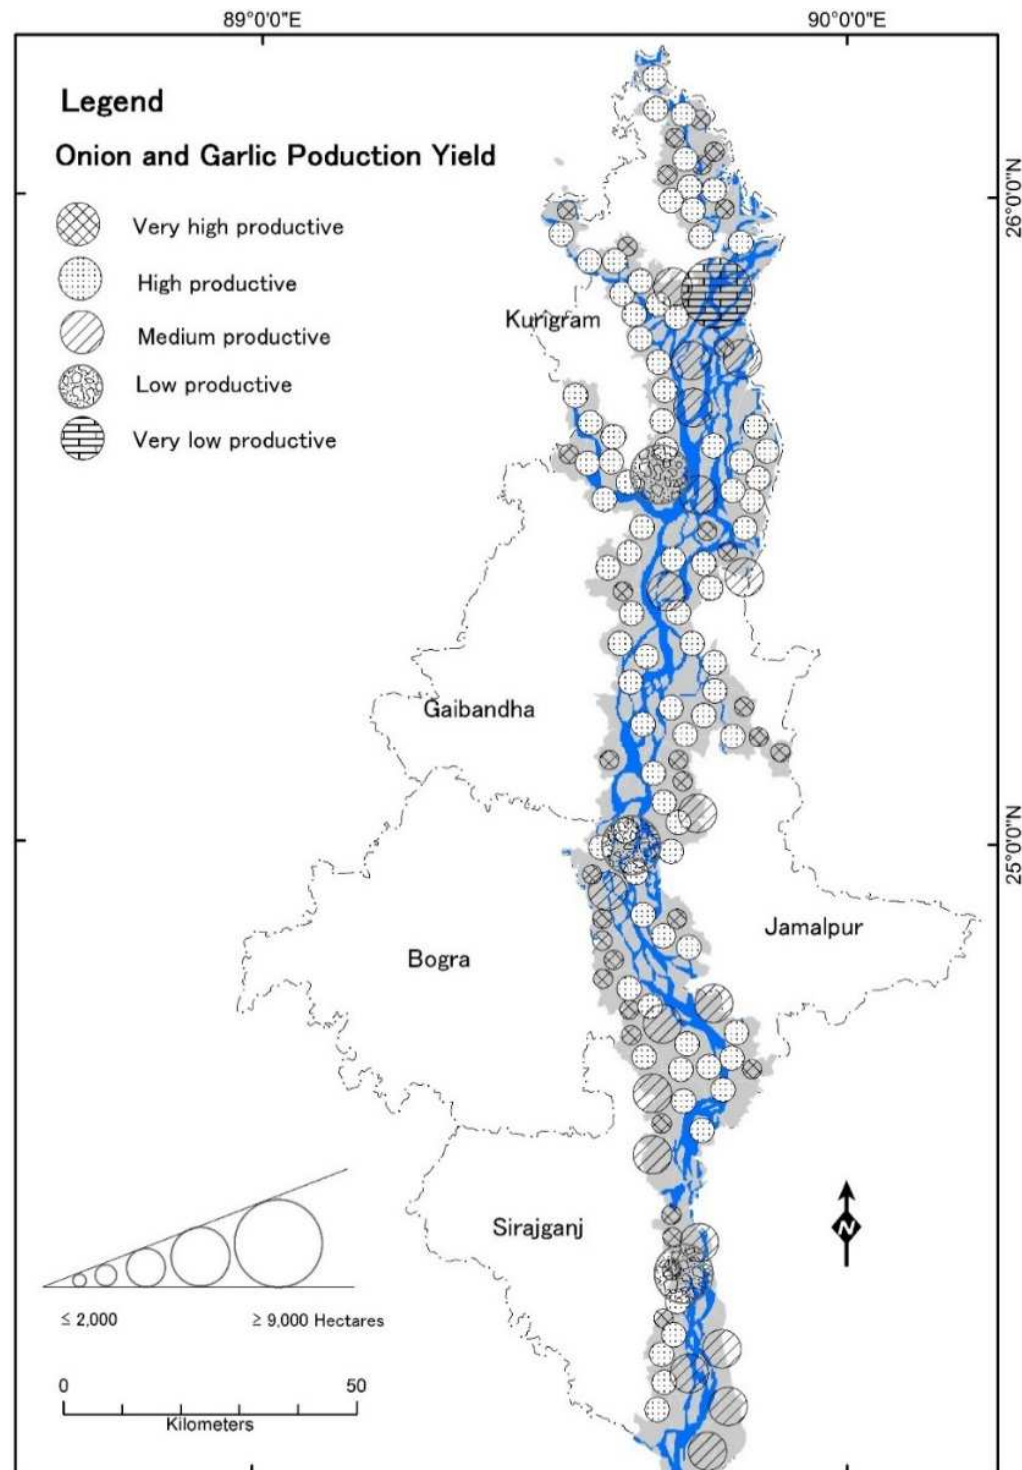 89°0'0"E 90°0'0"E
Legend
Onion and Garlic Poduction Yield
Very high productive
High productive
Medium productive
Low productive
Very low productive
26°0'0"N
Kurigram
Gaibandha
25°0'0"N
Jamalpur
Bogra
Sirajganj
N
≤ 2,000 ≥ 9,000 Hectares
0 50
Kilometers